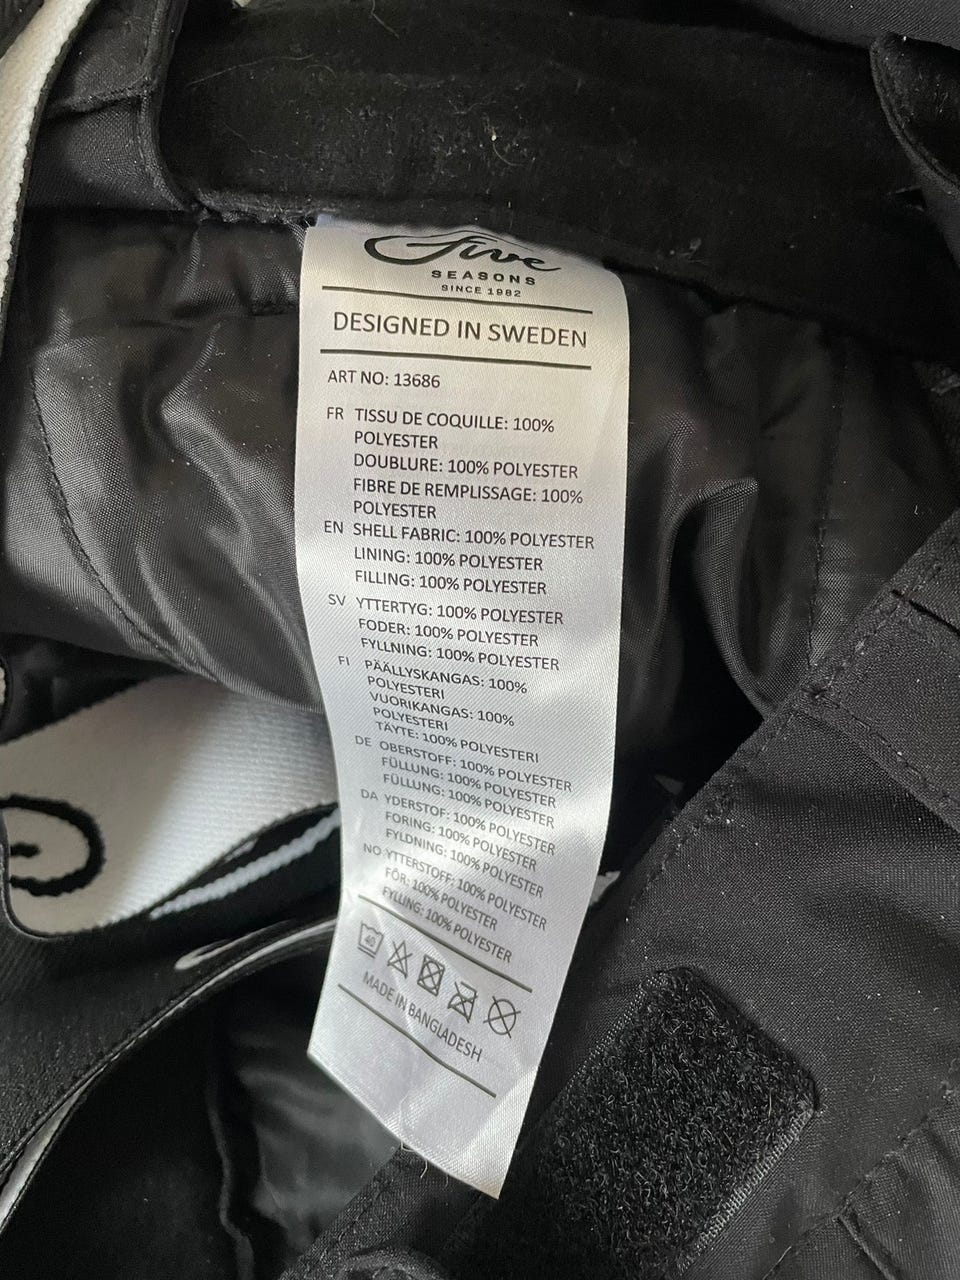 Five
SEASONS
SINCE 1982
DESIGNED IN SWEDEN
ART NO: 13686
FR TISSU DE COQUILLE: 100%
POLYESTER
DOUBLURE: 100% POLYESTER
FIBRE DE REMPLISSAGE: 100%
POLYESTER
EN SHELL FABRIC: 100% POLYESTER
LINING: 100% POLYESTER
FILLING: 100% POLYESTER
SV YTTERTYG: 100% POLYESTER
FODER: 100% POLYESTER
FYLLNING: 100% POLYESTER
FI PÄÄLLYSKANGAS: 100%
POLYESTERI
VUORIKANGAS: 100%
POLYESTERI
TÄYTE: 100% POLYESTERI
DE OBERSTOFF: 100% POLYESTER
FÜLLUNG: 100% POLYESTER
FÜLLUNG: 100% POLYESTER
DA YDERSTOF: 100% POLYESTER
FORING: 100% POLYESTER
FYLDNING: 100% POLYESTER
NO YTTERSTOFF: 100% POLYESTER
FÔR: 100% POLYESTER
FYLLING: 100% POLYESTER
40
MADE IN BANGLADESH